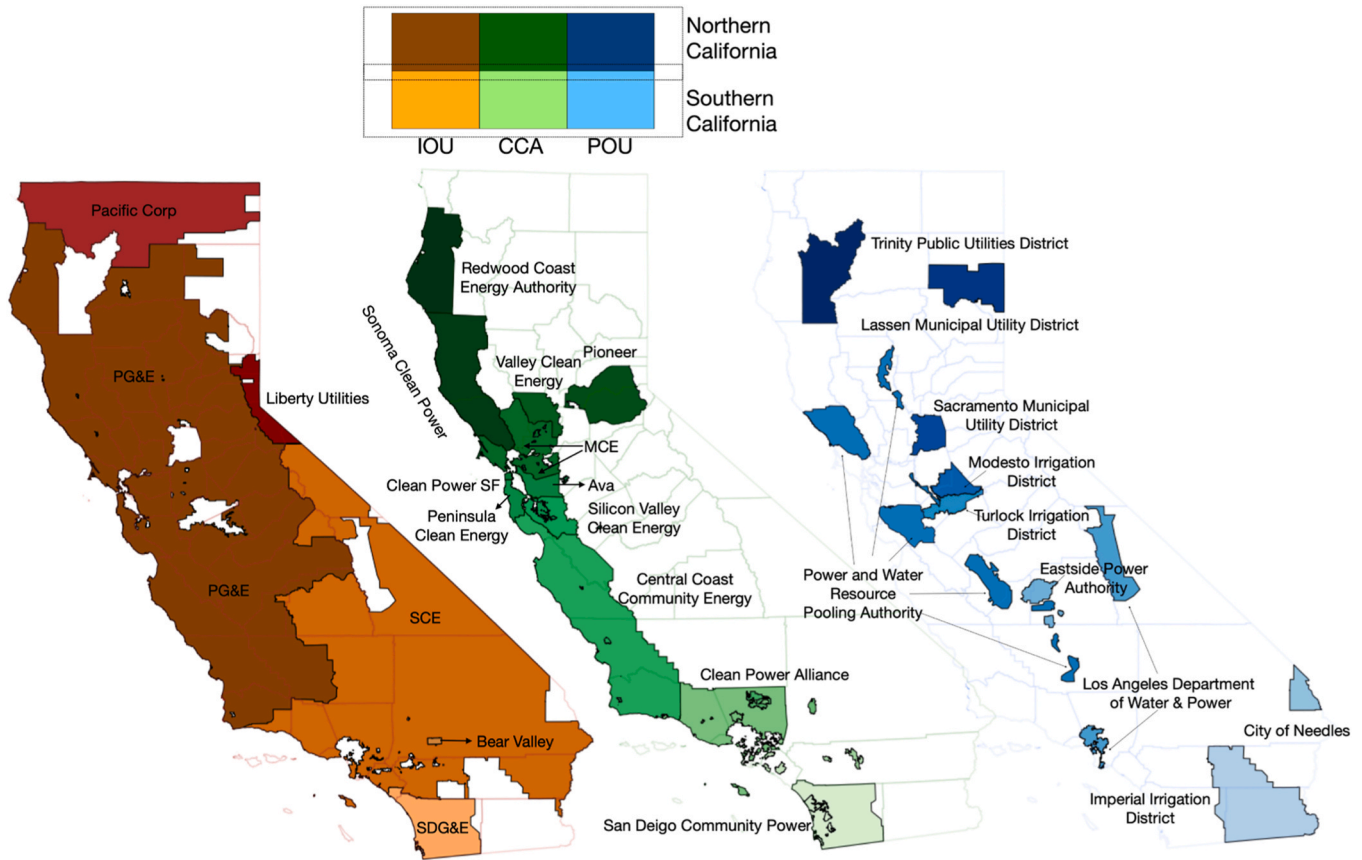 Northern
California
Southern
California
IOU
CCA
POU
Pacific Corp
PG&E
Liberty Utilities
PG&E
SCE
Bear Valley
SDG&E
Redwood Coast
Energy Authority
Sonoma Clean Power
Valley Clean
Energy
Pioneer
MCE
Clean Power SF
Ava
Peninsula
Clean Energy
Silicon Valley
Clean Energy
Central Coast
Community Energy
Clean Power Alliance
San Deigo Community Power
Trinity Public Utilities District
Lassen Municipal Utility District
Sacramento Municipal
Utility District
Modesto Irrigation
District
Turlock Irrigation
District
Power and Water
Resource
Pooling Authority
Eastside Power
Authority
Los Angeles Department
of Water & Power
City of Needles
Imperial Irrigation
District